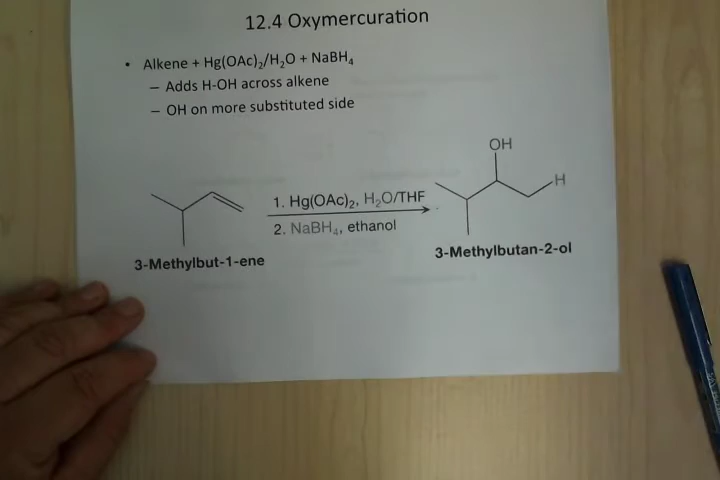 12.4 Oxymercuration
• Alkene + Hg(OAc)₂/H₂O + NaBH₄
– Adds H-OH across alkene
– OH on more substituted side
OH
H
1. Hg(OAc)₂, H₂O/THF
2. NaBH₄, ethanol
3-Methylbut-1-ene
3-Methylbutan-2-ol